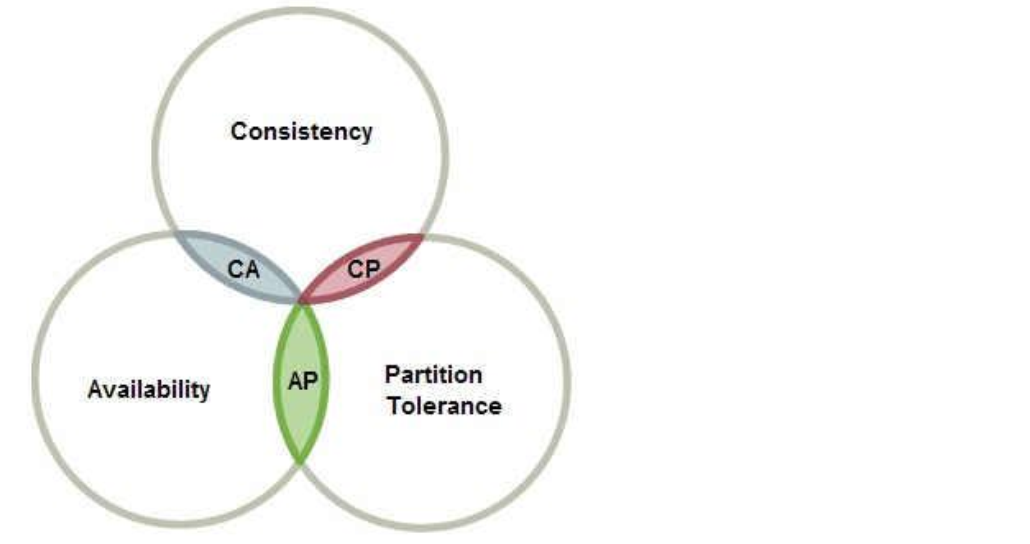 Consistency
CA
CP
Availability
AP
Partition
Tolerance